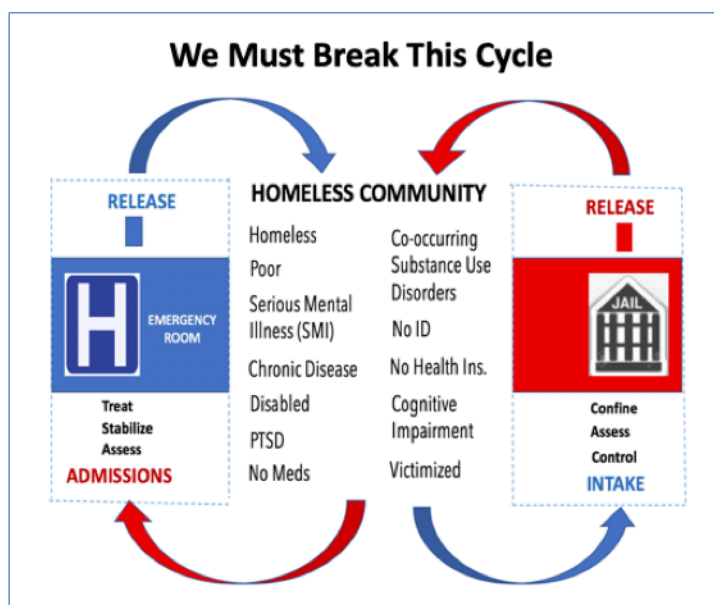 We Must Break This Cycle
RELEASE
H
EMERGENCY
ROOM
Treat
Stabilize
Assess
ADMISSIONS
HOMELESS COMMUNITY
Homeless
Poor
Serious Mental
Illness (SMI)
Chronic Disease
Disabled
PTSD
No Meds
Co-occurring
Substance Use
Disorders
No ID
No Health Ins.
Cognitive
Impairment
Victimized
RELEASE
JAIL
Confine
Assess
Control
INTAKE